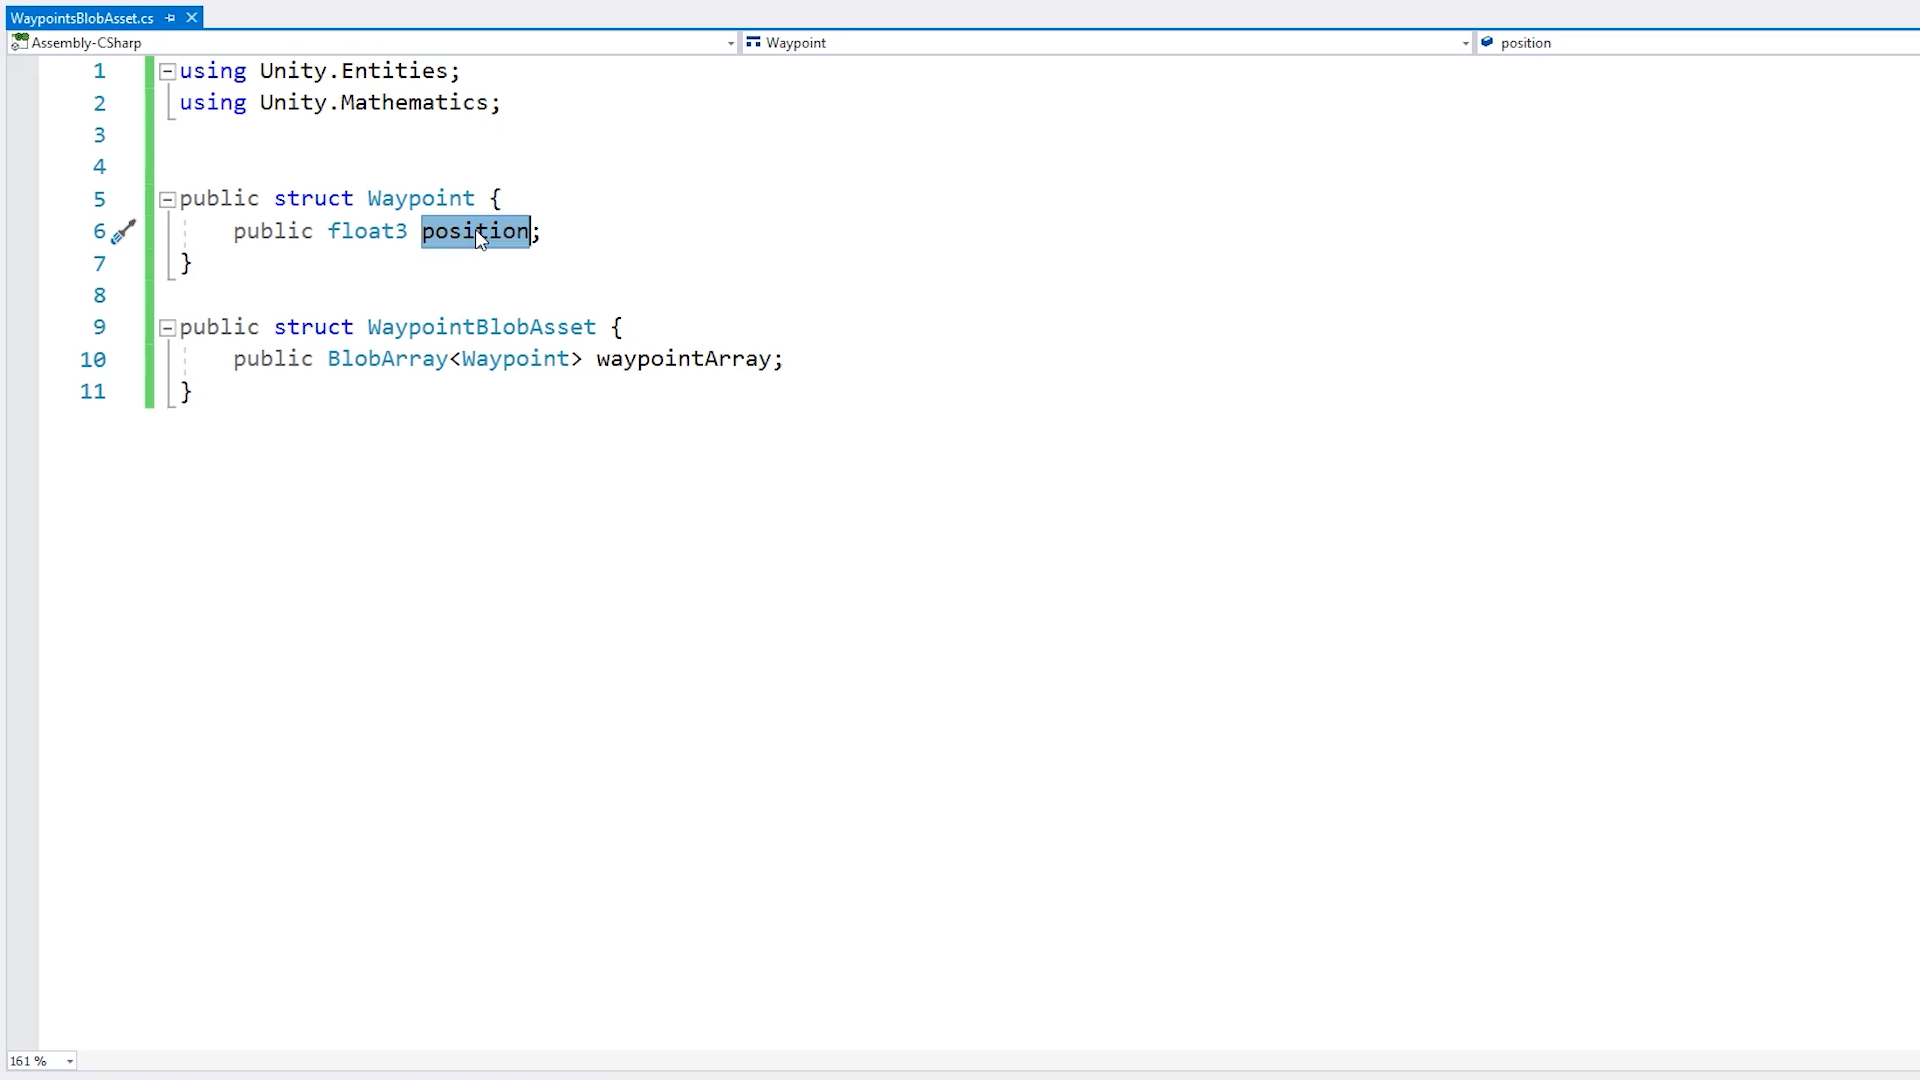 WaypointsBlobAsset.cs
Assembly-CSharp Waypoint position
1 using Unity.Entities;
2 using Unity.Mathematics;
3
4
5 public struct Waypoint {
6 public float3 position;
7 }
8
9 public struct WaypointBlobAsset {
10 public BlobArray<Waypoint> waypointArray;
11 }
161 %